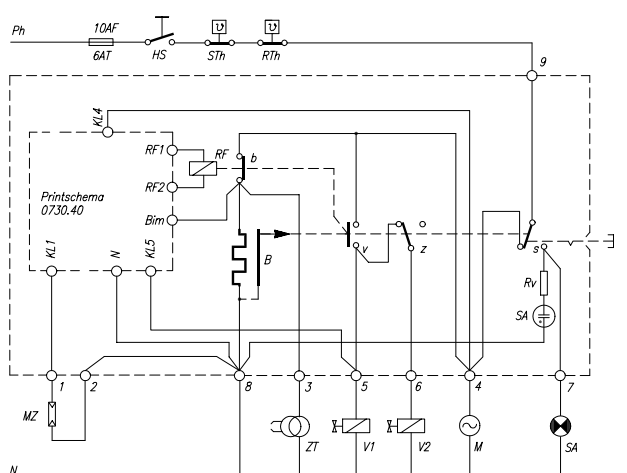 Ph
10AF
6AT
HS
ϑ
STh
ϑ
RTh
9
KL4
RF1
RF
b
RF2
Printschema
0730.40
Bim
KL1
N
KL5
B
v
z
s
Rv
SA
1
2
8
3
5
6
4
7
MZ
ZT
V1
V2
M
SA
N